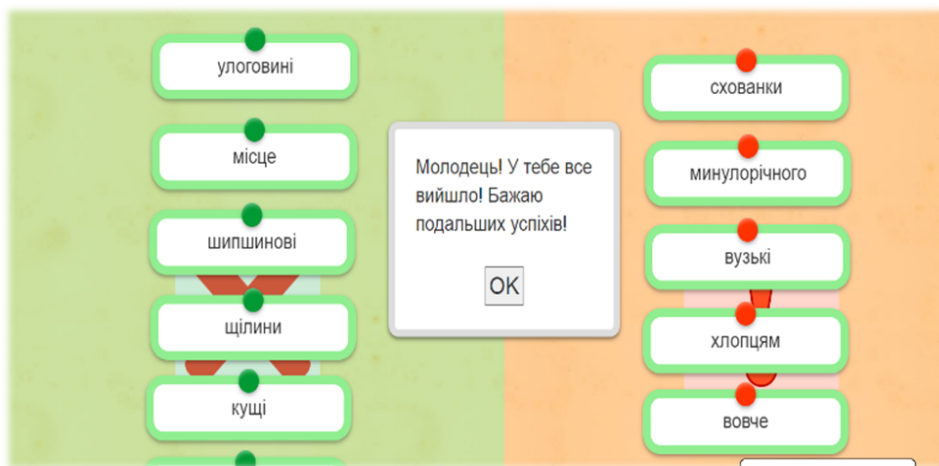 улоговині
місце
шипшинові
щілини
кущі
Молодець! У тебе все
вийшло! Бажаю
подальших успіхів!
OK
схованки
минулорічного
вузькі
хлопцям
вовче